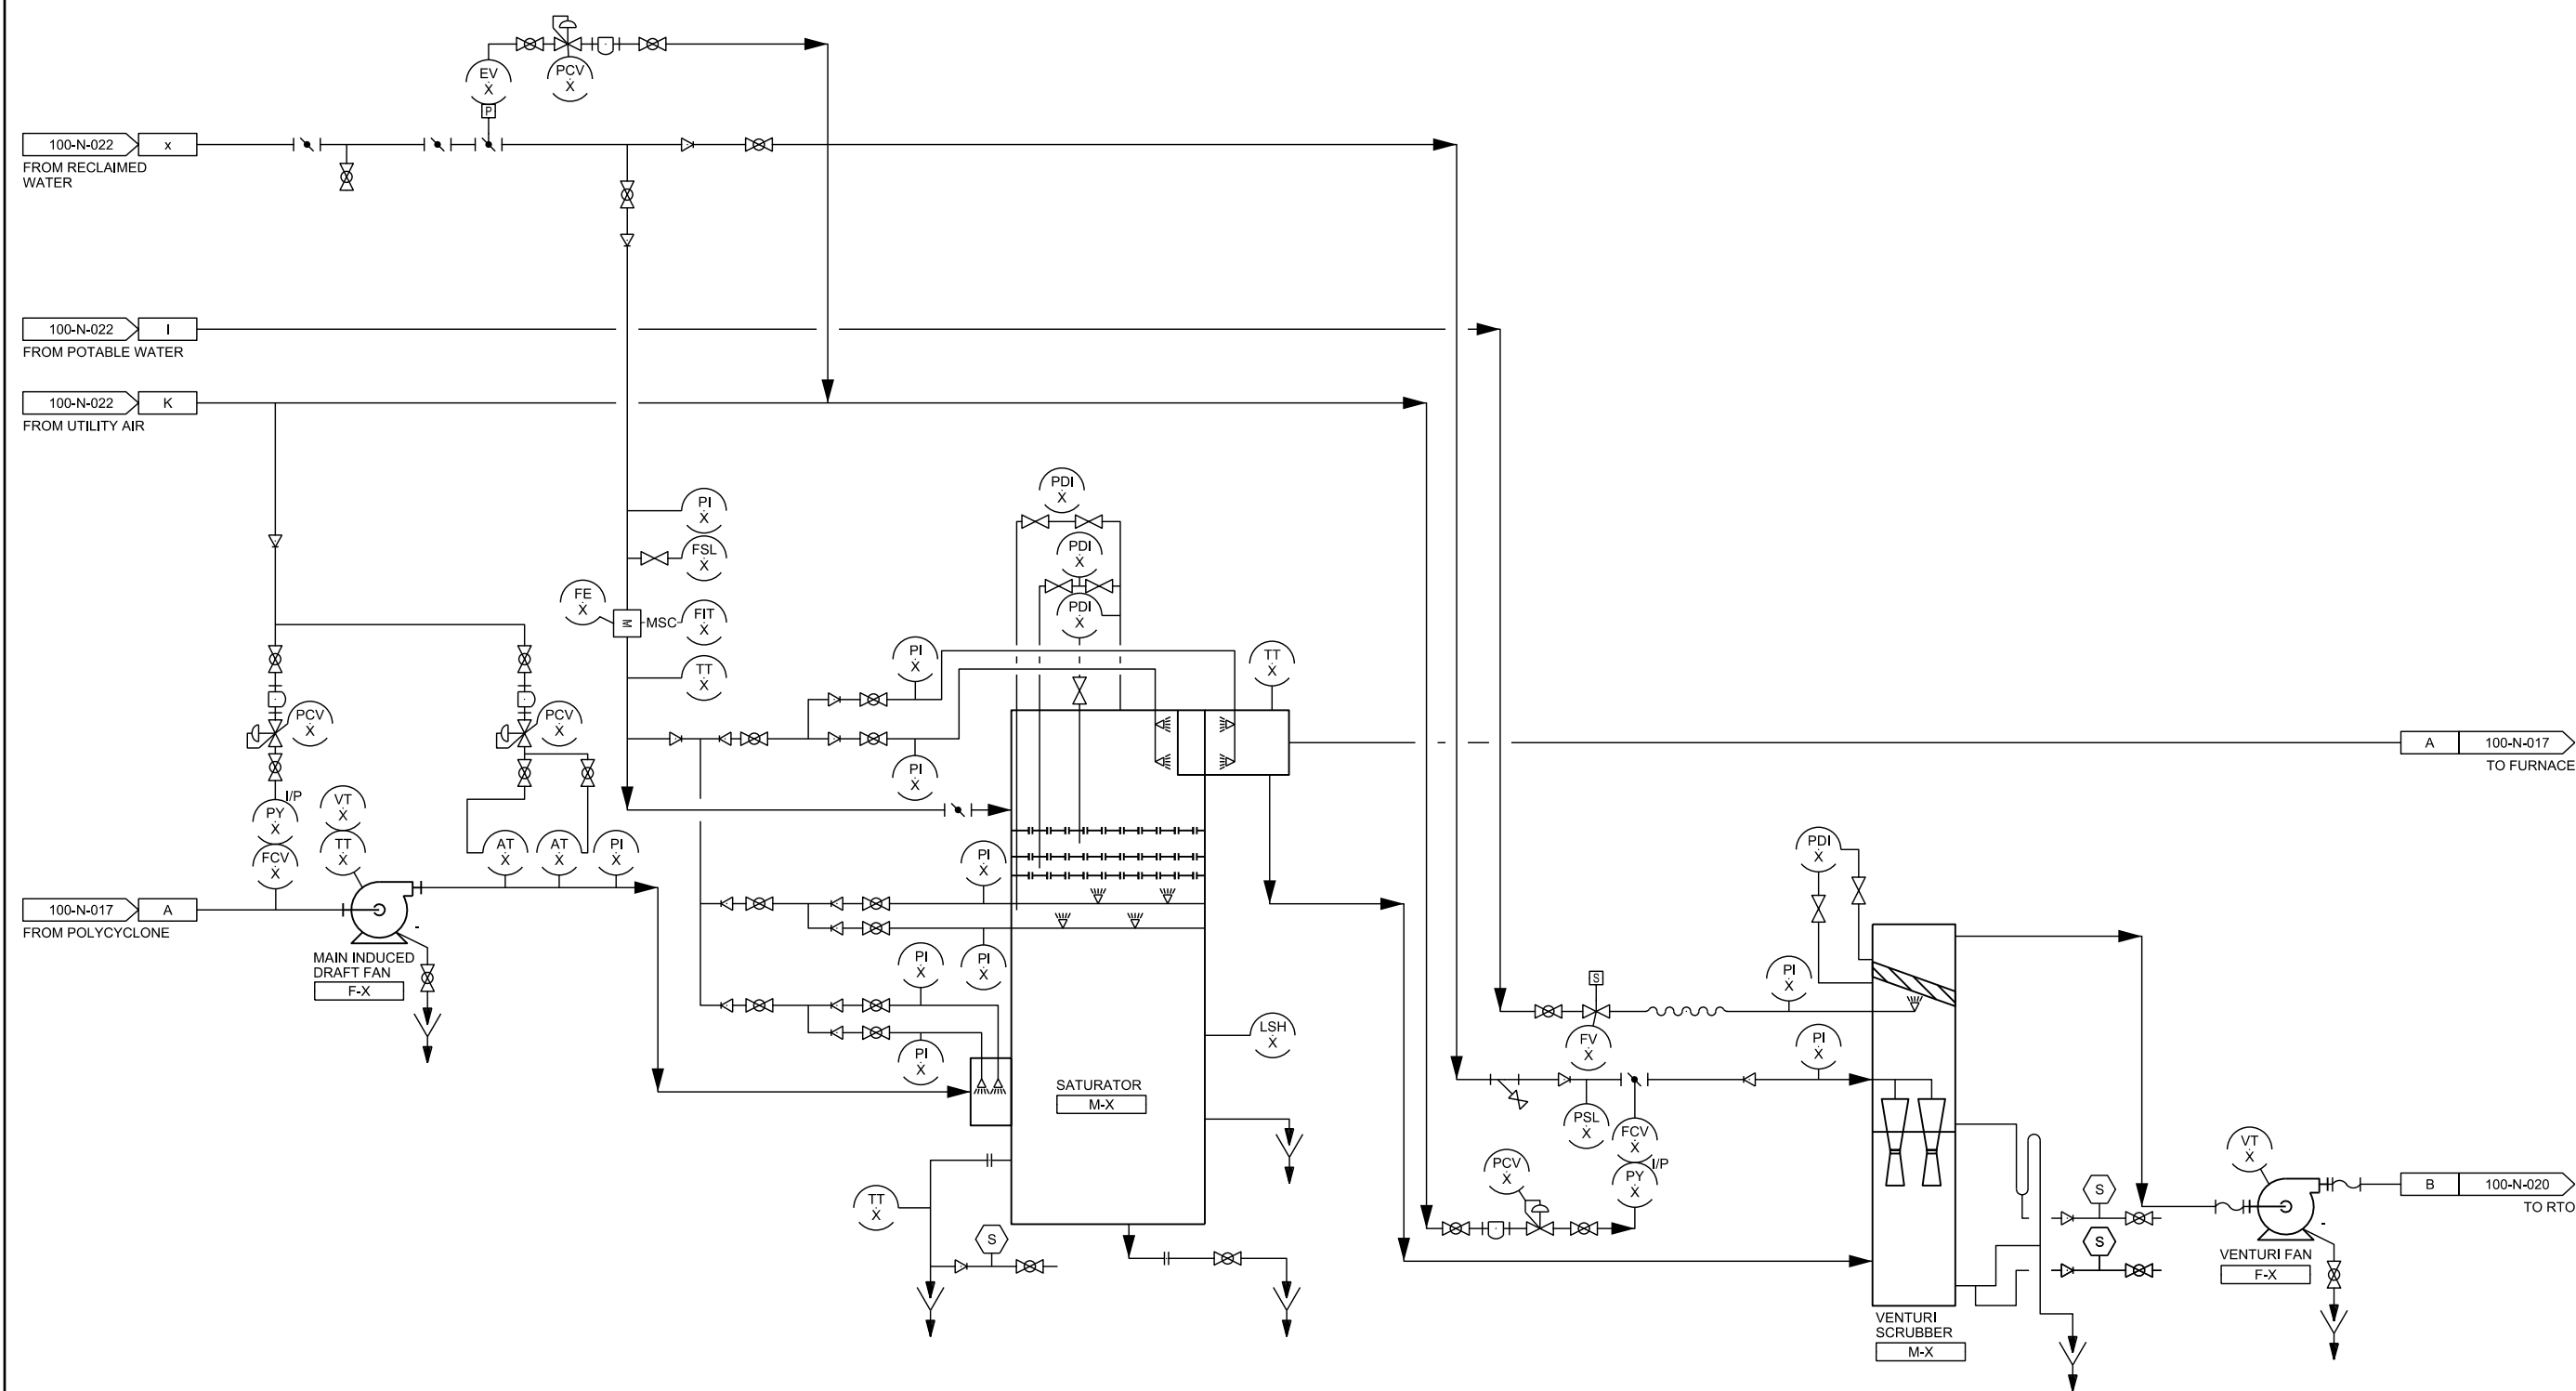 EV
X
PCV
X
P
100-N-022 x
FROM RECLAIMED
WATER
100-N-022 I
FROM POTABLE WATER
100-N-022 K
FROM UTILITY AIR
PI
X
PDI
X
FSL
X
PDI
X
FE
X
M
MSC
FIT
X
PDI
X
PI
X
TT
X
TT
X
PCV
X
PCV
X
PI
X
A 100-N-017
TO FURNACE
I/P
PY
X
VT
X
FCV
X
TT
X
AT
X
AT
X
PI
X
PI
X
PDI
X
100-N-017 A
FROM POLYCYCLONE
MAIN INDUCED
DRAFT FAN
F-X
PI
X
PI
X
PI
X
S
FV
X
PI
X
LSH
X
PI
X
SATURATOR
M-X
PSL
X
FCV
X
I/P
PY
X
PCV
X
VT
X
B 100-N-020
TO RTO
TT
X
S
S
S
VENTURI FAN
F-X
VENTURI
SCRUBBER
M-X